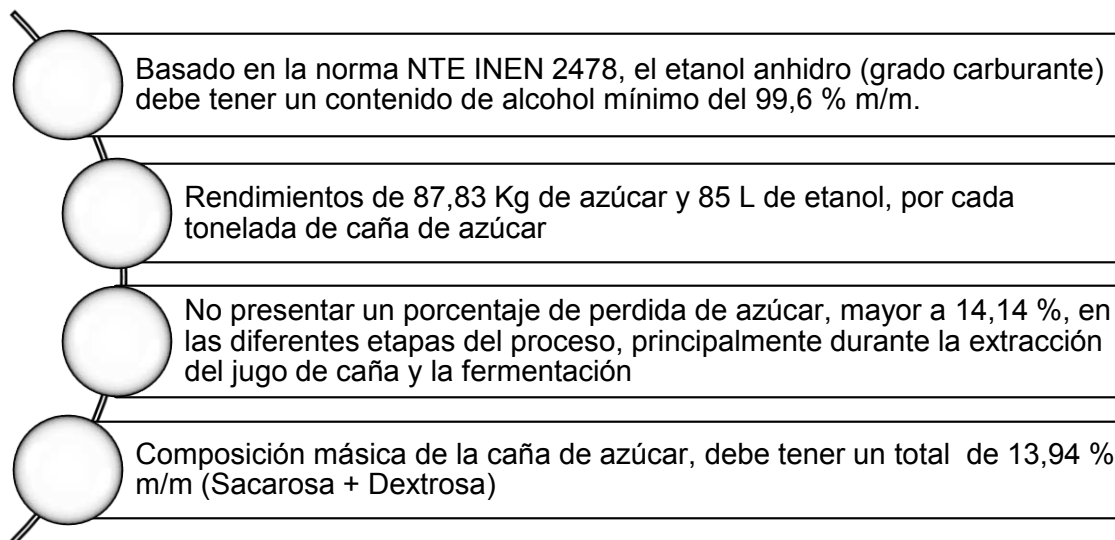 Basado en la norma NTE INEN 2478, el etanol anhidro (grado carburante)
debe tener un contenido de alcohol mínimo del 99,6 % m/m.
Rendimientos de 87,83 Kg de azúcar y 85 L de etanol, por cada
tonelada de caña de azúcar
No presentar un porcentaje de perdida de azúcar, mayor a 14,14 %, en
las diferentes etapas del proceso, principalmente durante la extracción
del jugo de caña y la fermentación
Composición másica de la caña de azúcar, debe tener un total de 13,94 %
m/m (Sacarosa + Dextrosa)